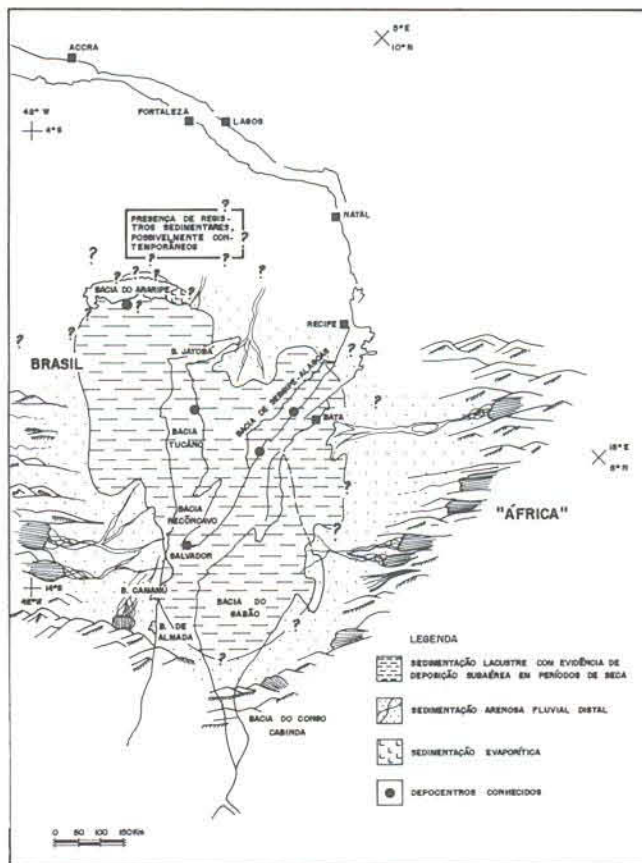 ACCRA
5° E
10° N
42° W
4° S
FORTALEZA
LAGOS
NATAL
PRESENÇA DE REGIS-
TROS SEDIMENTARES,
POSSIVELMENTE CON-
TEMPORÂNEOS
?
?
?
?
?
?
?
?
?
BACIA DO ARARIPE
?
?
?
?
RECIFE
BRASIL
B. JATOBÁ
BACIA DE SERGIPE-ALAGOAS
?
BATA
BACIA
TUCANO
?
15° E
"ÁFRICA"
?
BACIA
RECÔNCAVO
?
SALVADOR
?
14° S
B. CAMAMU
BACIA DO
GABÃO
B. DE
ALMADA
?
?
?
BACIA DO CONGO
CABINDA
LEGENDA
SEDIMENTAÇÃO LACUSTRE COM EVIDÊNCIA DE
DEPOSIÇÃO SUBAÉREA EM PERÍODOS DE SECA
SEDIMENTAÇÃO ARENOSA FLUVIAL DISTAL
SEDIMENTAÇÃO EVAPORÍTICA
DEPOCENTROS CONHECIDOS
0 50 100 150 Km